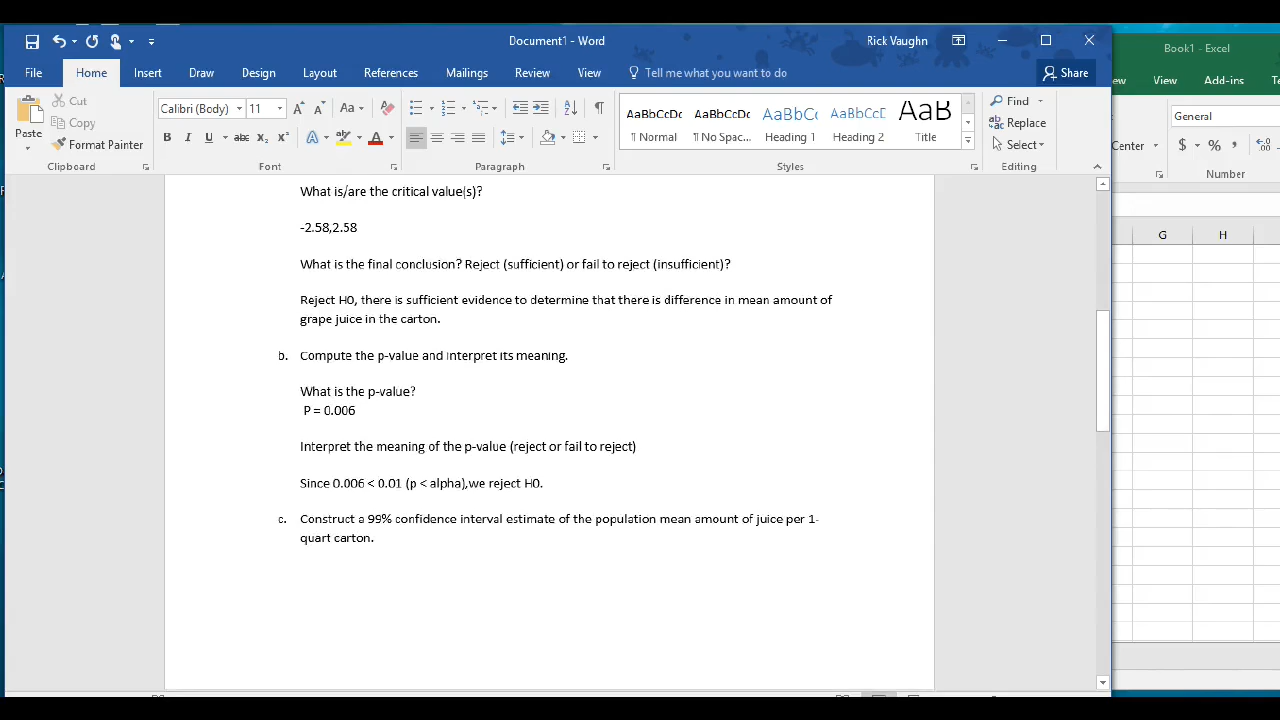 Document1 - Word
Rick Vaughn
Book1 - Excel
File Home Insert Draw Design Layout References Mailings Review View Tell me what you want to do Share
View Add-ins
Paste
Cut
Copy
Format Painter
Clipboard
Calibri (Body) 11
Font
Paragraph
AaBbCcDc AaBbCcDc AaBbCc AaBbCcD AaB
¶ Normal ¶ No Spac... Heading 1 Heading 2 Title
Styles
Find
Replace
Select
Editing
General
Center
$ % ,
Number
G H
What is/are the critical value(s)?
-2.58,2.58
What is the final conclusion? Reject (sufficient) or fail to reject (insufficient)?
Reject H0, there is sufficient evidence to determine that there is difference in mean amount of
grape juice in the carton.
b. Compute the p-value and interpret its meaning.
What is the p-value?
P = 0.006
Interpret the meaning of the p-value (reject or fail to reject)
Since 0.006 < 0.01 (p < alpha),we reject H0.
c. Construct a 99% confidence interval estimate of the population mean amount of juice per 1-
quart carton.